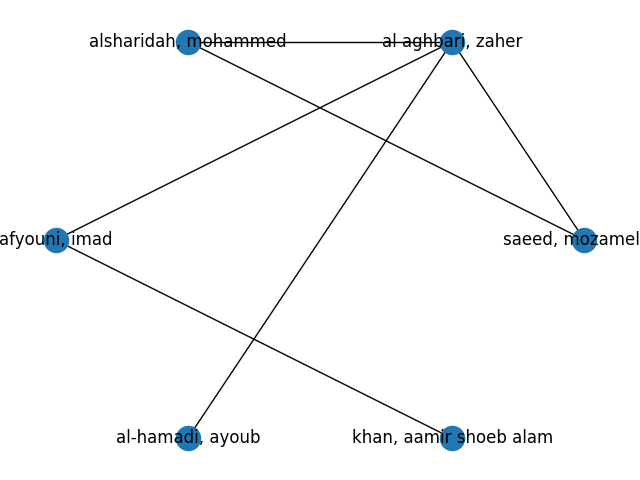 alsharidah, mohammed
al aghbari, zaher
afyouni, imad
saeed, mozamel
al-hamadi, ayoub
khan, aamir shoeb alam